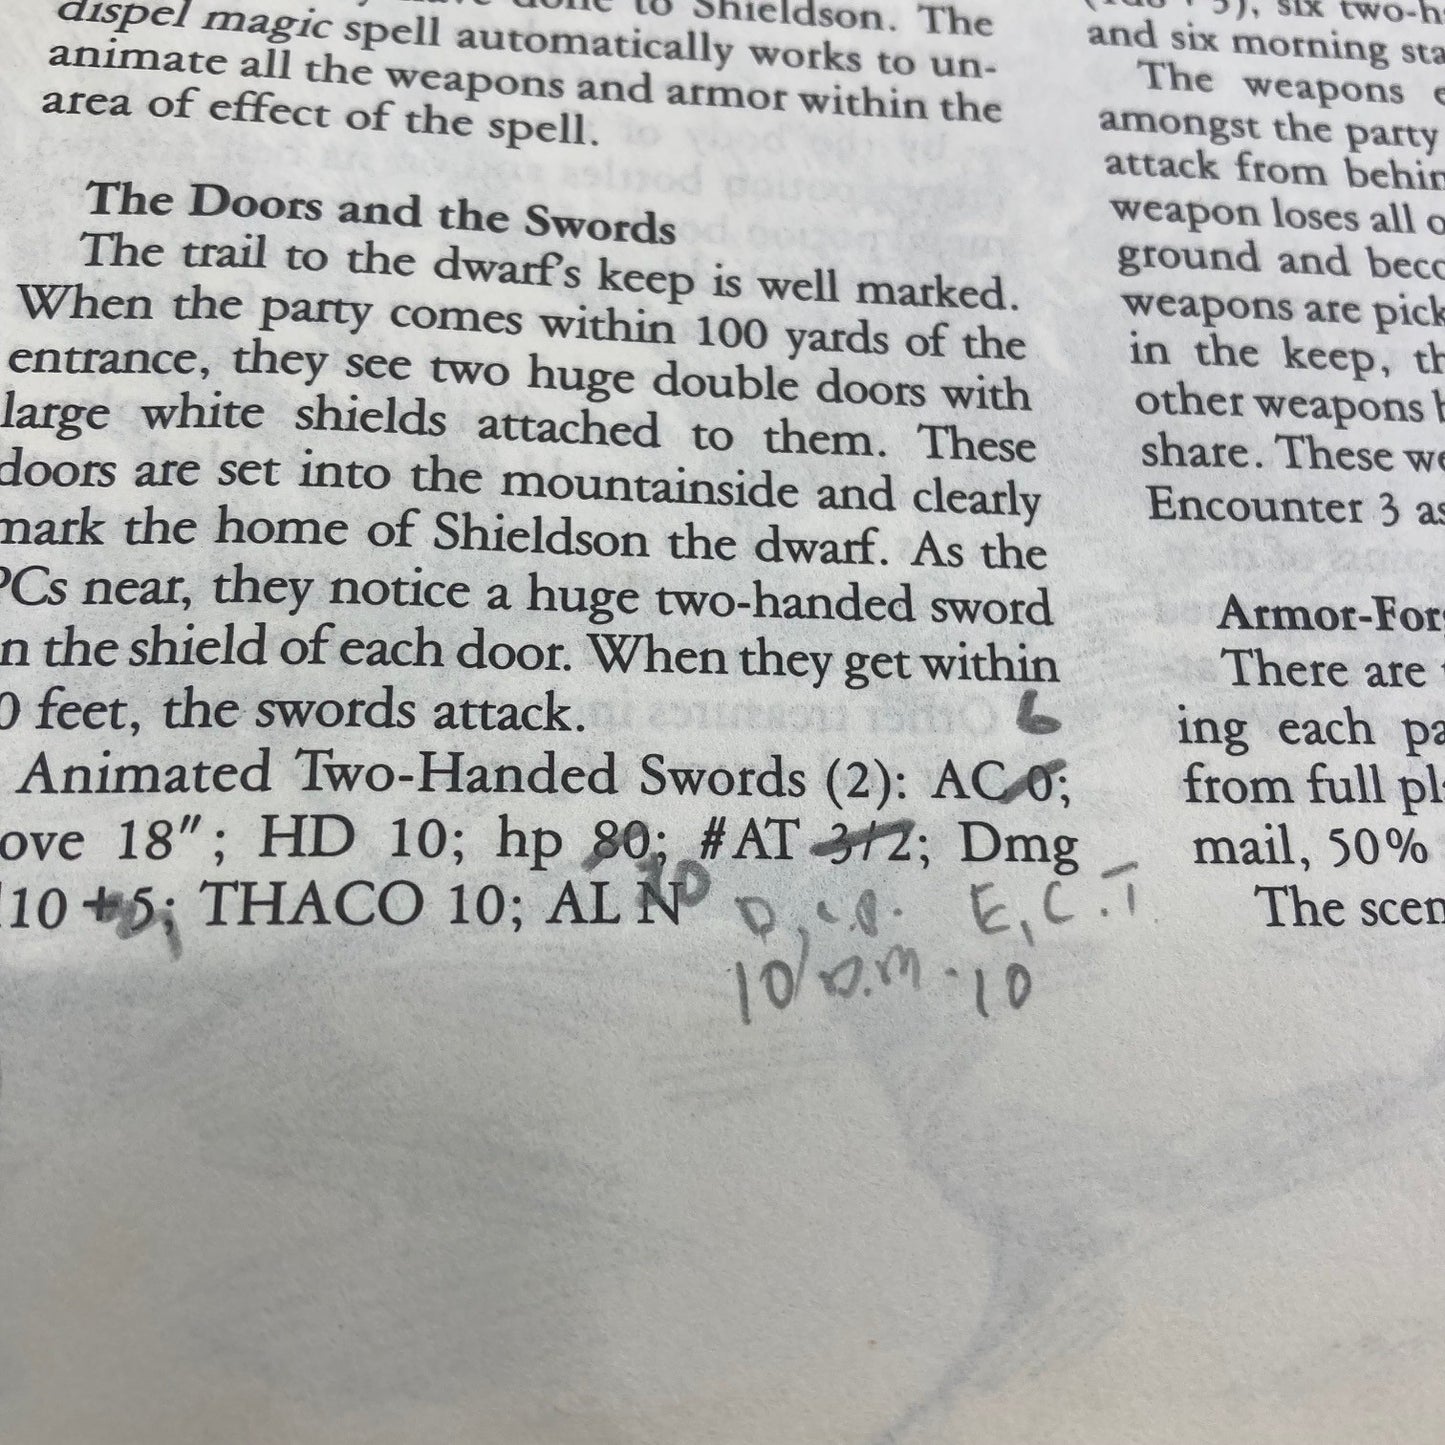 dispel magic spell automatically works to un-
animate all the weapons and armor within the
area of effect of the spell.
The Doors and the Swords
The trail to the dwarf's keep is well marked.
When the party comes within 100 yards of the
entrance, they see two huge double doors with
large white shields attached to them. These
doors are set into the mountainside and clearly
mark the home of Shieldson the dwarf. As the
PCs near, they notice a huge two-handed sword
n the shield of each door. When they get within
0 feet, the swords attack.
6
Animated Two-Handed Swords (2): AC 0;
ove 18"; HD 10; hp 80; #AT 3/2; Dmg
10 + 5; THACO 10; AL N
E, C.T.
10 D.M. 10
and six morning sta
The weapons e
amongst the party
attack from behin
weapon loses all o
ground and beco
weapons are pick
in the keep, th
other weapons h
share. These we
Encounter 3 as
Armor-For
There are
ing each pa
from full pl
mail, 50%
The scen